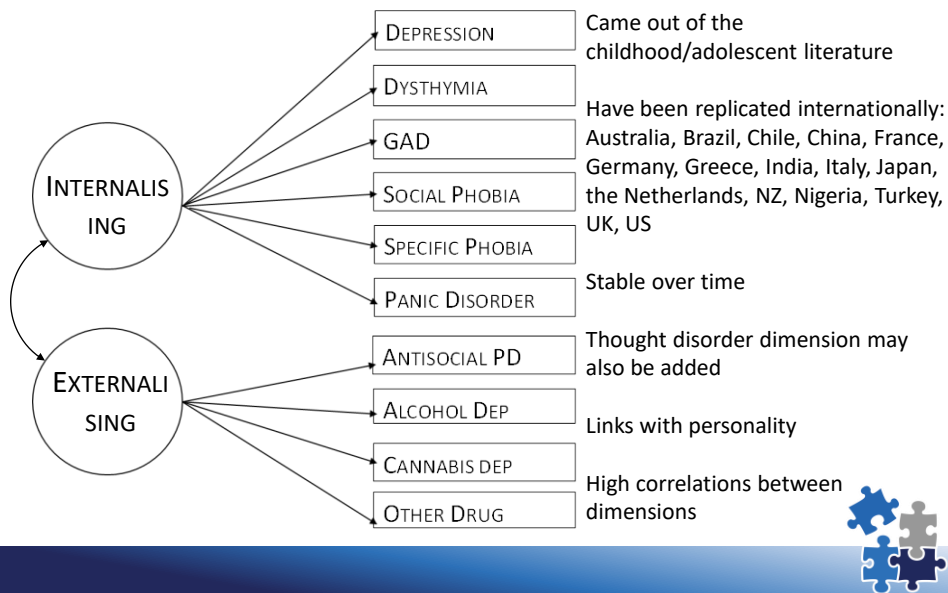 INTERNALIS
ING
EXTERNALI
SING
DEPRESSION
DYSTHYMIA
GAD
SOCIAL PHOBIA
SPECIFIC PHOBIA
PANIC DISORDER
ANTISOCIAL PD
ALCOHOL DEP
CANNABIS DEP
OTHER DRUG
Came out of the
childhood/adolescent literature
Have been replicated internationally:
Australia, Brazil, Chile, China, France,
Germany, Greece, India, Italy, Japan,
the Netherlands, NZ, Nigeria, Turkey,
UK, US
Stable over time
Thought disorder dimension may
also be added
Links with personality
High correlations between
dimensions